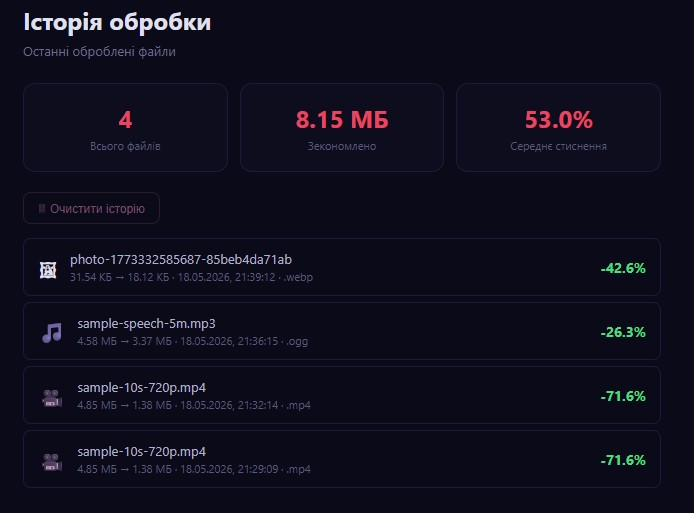 Історія обробки
Останні оброблені файли
4
Всього файлів
8.15 МБ
Зекономлено
53.0%
Середнє стиснення
Очистити історію
photo-1773332585687-85beb4da71ab
31.54 КБ → 18.12 КБ · 18.05.2026, 21:39:12 · .webp
-42.6%
sample-speech-5m.mp3
4.58 МБ → 3.37 МБ · 18.05.2026, 21:36:15 · .ogg
-26.3%
sample-10s-720p.mp4
4.85 МБ → 1.38 МБ · 18.05.2026, 21:32:14 · .mp4
-71.6%
sample-10s-720p.mp4
4.85 МБ → 1.38 МБ · 18.05.2026, 21:29:09 · .mp4
-71.6%